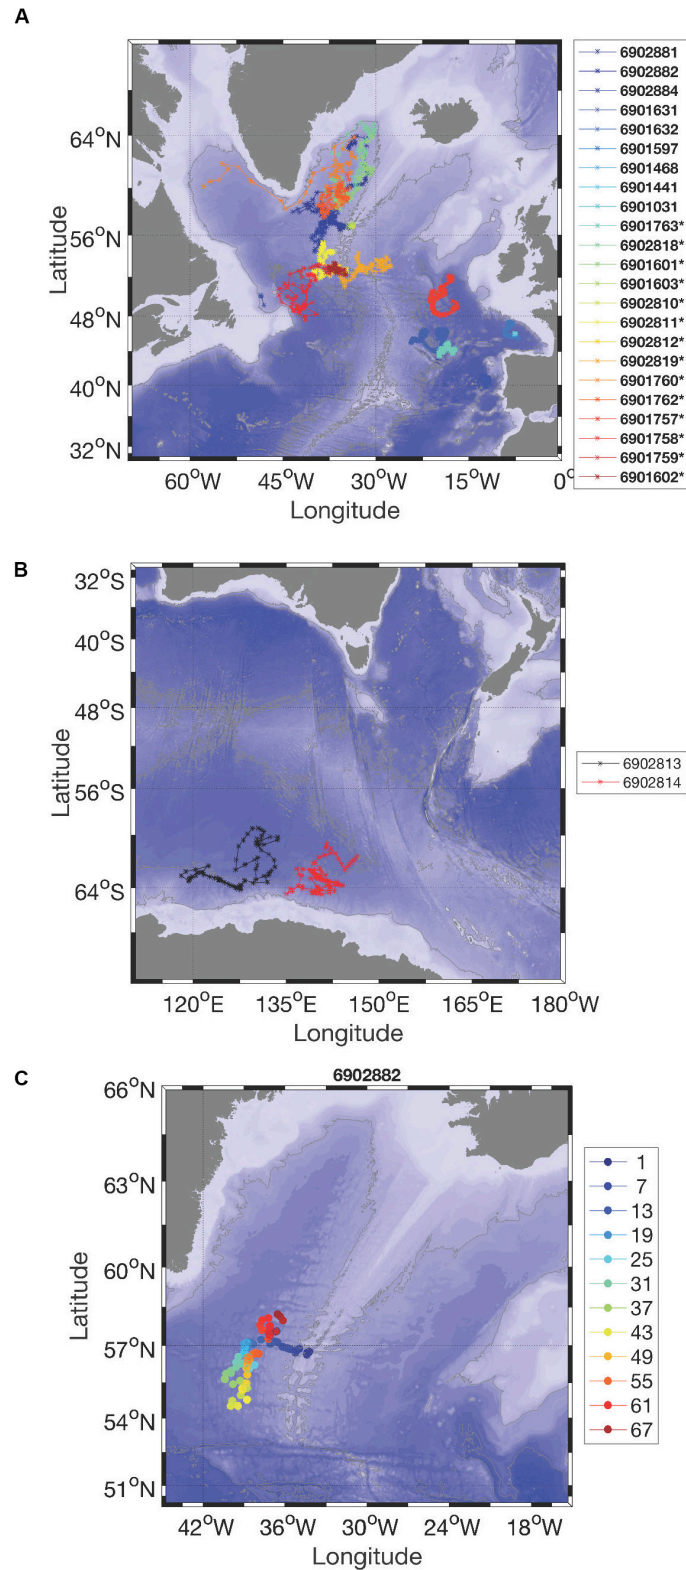 A
6902881
6902882
6902884
6901631
6901632
6901597
6901468
6901441
6901031
6901763*
6902818*
6901601*
6901603*
6902810*
6902811*
6902812*
6902819*
6901760*
6901762*
6901757*
6901758*
6901759*
6901602*
64°N
56°N
48°N
40°N
32°N
Latitude
60°W 45°W 30°W 15°W 0°
Longitude
B
32°S
40°S
48°S
56°S
64°S
Latitude
6902813
6902814
120°E 135°E 150°E 165°E 180°W
Longitude
C
6902882
66°N
63°N
60°N
57°N
54°N
51°N
Latitude
1
7
13
19
25
31
37
43
49
55
61
67
42°W 36°W 30°W 24°W 18°W
Longitude